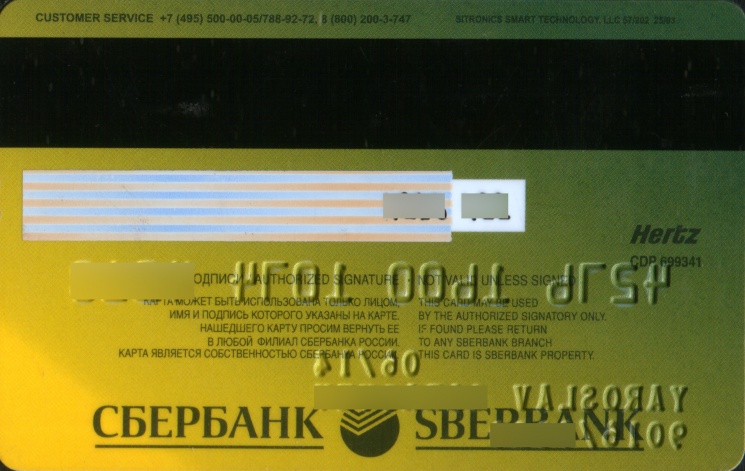 CUSTOMER SERVICE +7 (495) 500-00-05/788-92-72, 8 (800) 200-3-747
SITRONICS SMART TECHNOLOGY, LLC
Hertz
CDP 699341
ПОДПИСИ / AUTHORIZED SIGNATURE - NOT VALID UNLESS SIGNED
КАРТА МОЖЕТ БЫТЬ ИСПОЛЬЗОВАНА ТОЛЬКО ЛИЦОМ,
ИМЯ И ПОДПИСЬ КОТОРОГО УКАЗАНЫ НА КАРТЕ.
НАШЕДШЕГО КАРТУ ПРОСИМ ВЕРНУТЬ ЕЕ
В ЛЮБОЙ ФИЛИАЛ СБЕРБАНКА РОССИИ.
КАРТА ЯВЛЯЕТСЯ СОБСТВЕННОСТЬЮ СБЕРБАНКА РОССИИ.
THIS CARD MAY BE USED
BY THE AUTHORIZED SIGNATORY ONLY.
IF FOUND PLEASE RETURN
TO ANY SBERBANK BRANCH
THIS CARD IS SBERBANK PROPERTY.
06/13
YAROSLAV
СБЕРБАНК SBERBANK